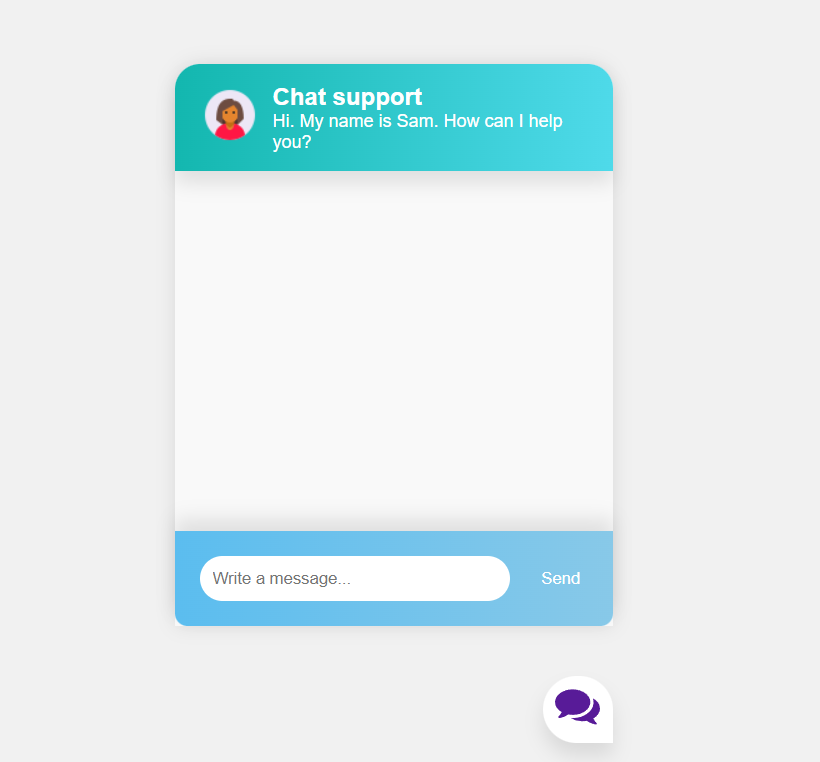 Chat support
Hi. My name is Sam. How can I help
you?
Write a message...
Send